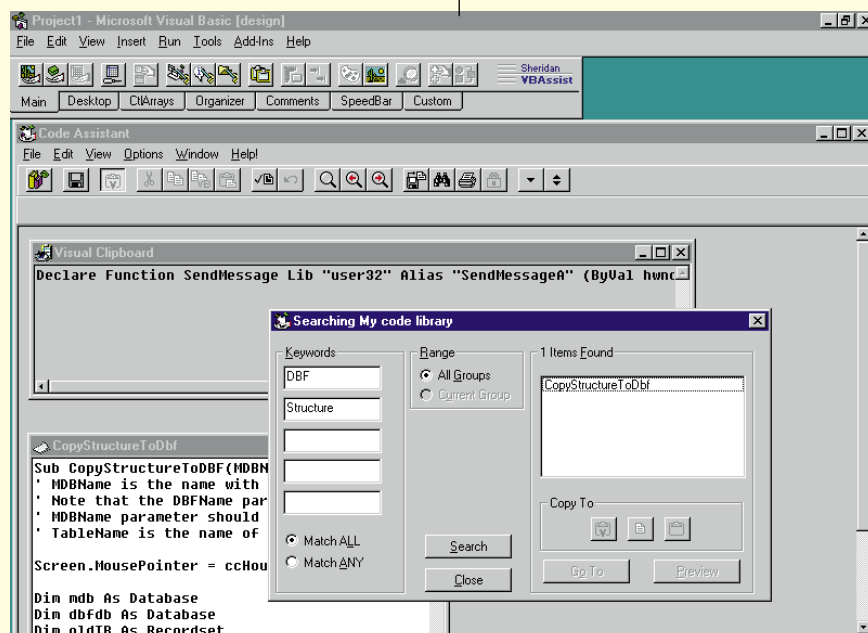 Project1 - Microsoft Visual Basic [design]
File Edit View Insert Run Tools Add-Ins Help
Sheridan
VBAssist
Main Desktop CtlArrays Organizer Comments SpeedBar Custom
Code Assistant
File Edit View Options Window Help!
Visual Clipboard
Declare Function SendMessage Lib "user32" Alias "SendMessageA" (ByVal hwnd
Searching My code library
Keywords
DBF
Structure
Match ALL
Match ANY
Range
All Groups
Current Group
Search
Close
1 Items Found
CopyStructureToDbf
Copy To
Go To Preview
CopyStructureToDbf
Sub CopyStructureToDBF(MDBN
' MDBName is the name with
' Note that the DBFName par
' MDBName parameter should
' TableName is the name of
Screen.MousePointer = ccHou
Dim mdb As Database
Dim dbfdb As Database
Dim oldTB As Recordset